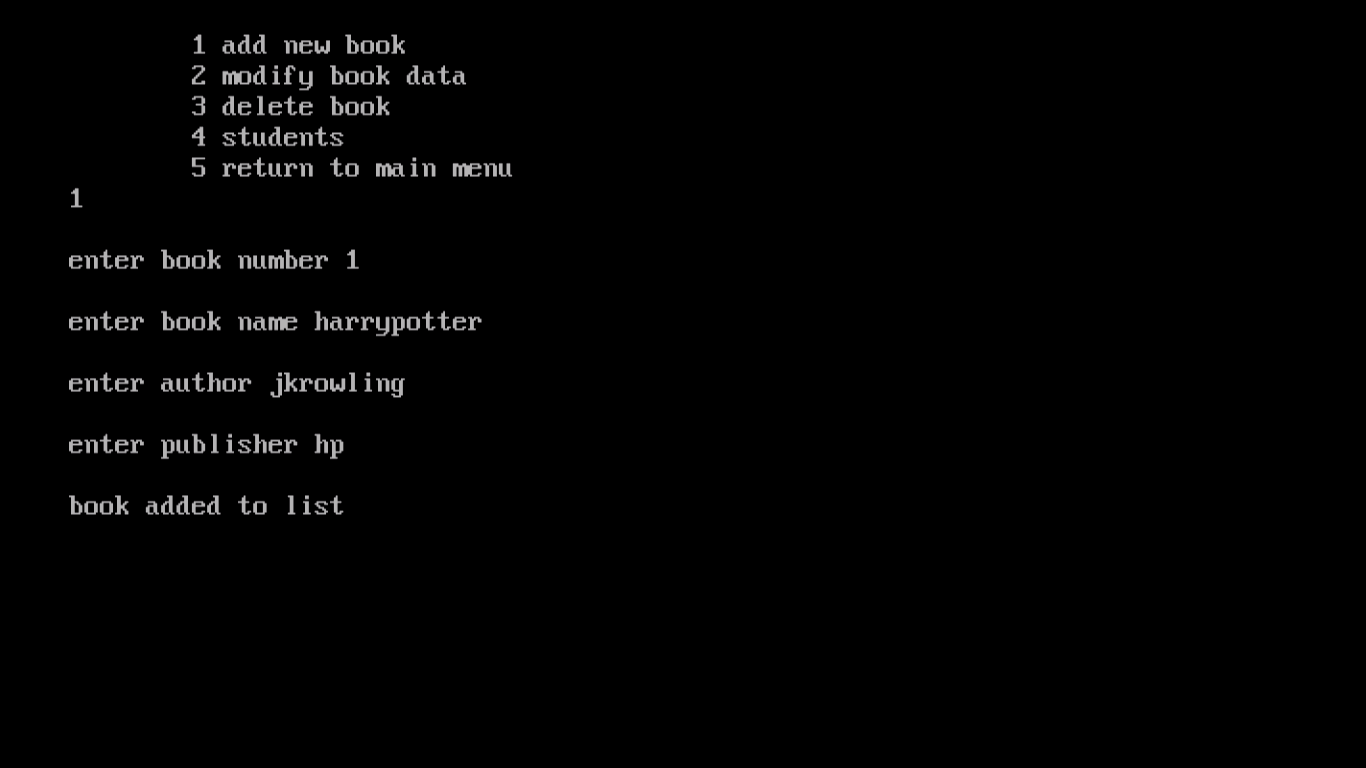 1 add new book
2 modify book data
3 delete book
4 students
5 return to main menu
1
enter book number 1
enter book name harrypotter
enter author jkrowling
enter publisher hp
book added to list